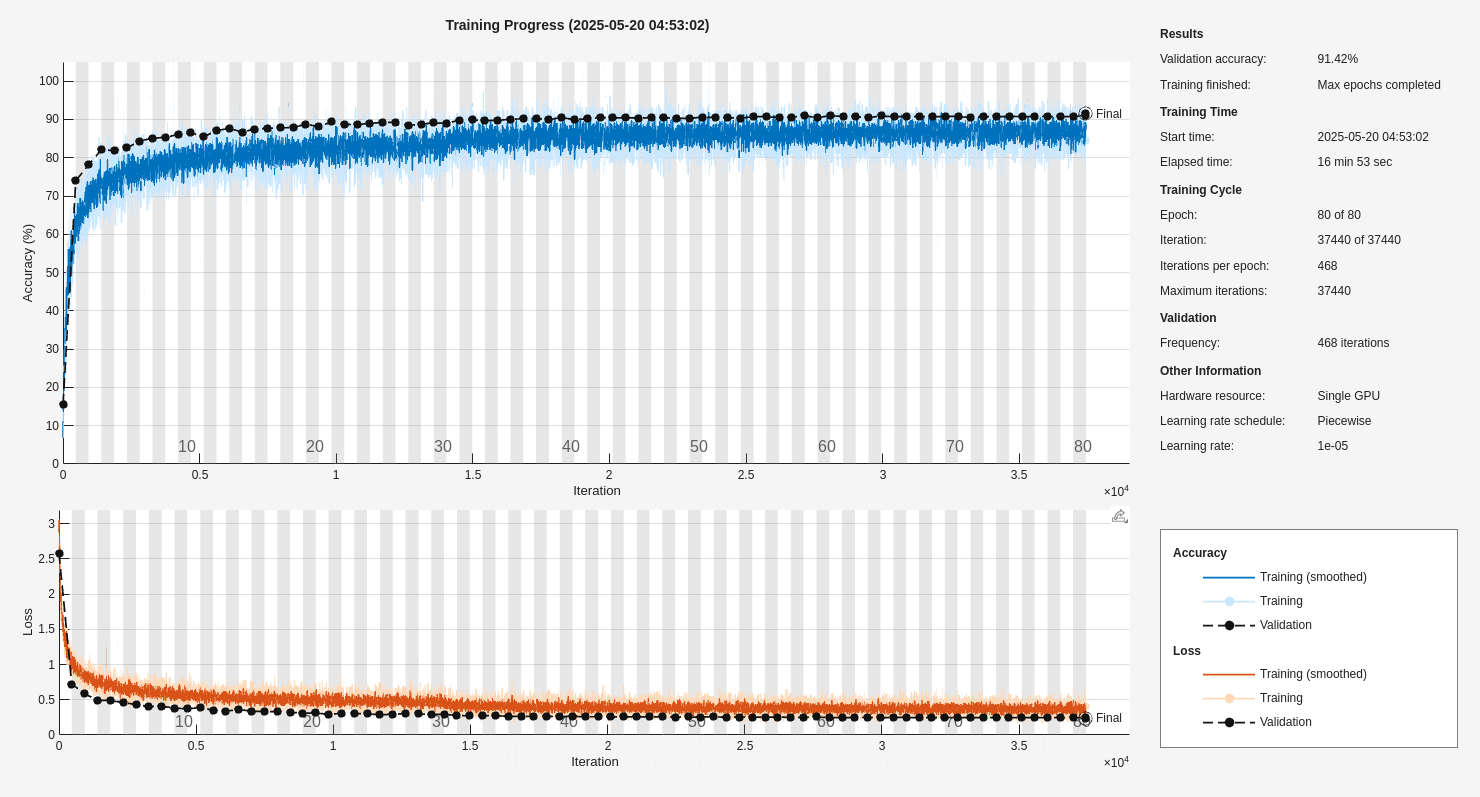 Training Progress (2025-05-20 04:53:02)
100
90
80
70
60
50
40
30
20
10
0
Accuracy (%)
Final
10 20 30 40 50 60 70 80
0 0.5 1 1.5 2 2.5 3 3.5
Iteration
×10⁴
3
2.5
2
1.5
1
0.5
0
Loss
Final
10 20 30 40 50 60 70 80
0 0.5 1 1.5 2 2.5 3 3.5
Iteration
×10⁴
Results
Validation accuracy: 91.42%
Training finished: Max epochs completed
Training Time
Start time: 2025-05-20 04:53:02
Elapsed time: 16 min 53 sec
Training Cycle
Epoch: 80 of 80
Iteration: 37440 of 37440
Iterations per epoch: 468
Maximum iterations: 37440
Validation
Frequency: 468 iterations
Other Information
Hardware resource: Single GPU
Learning rate schedule: Piecewise
Learning rate: 1e-05
Accuracy
Training (smoothed)
Training
Validation
Loss
Training (smoothed)
Training
Validation